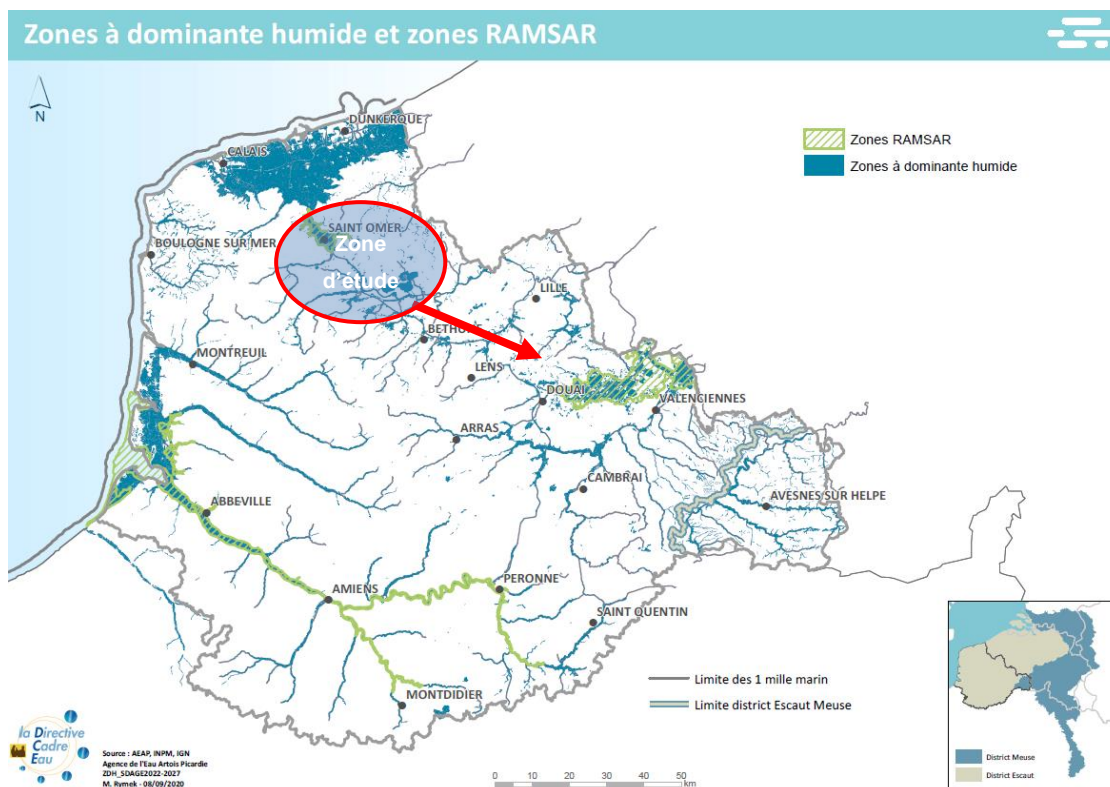 Zones à dominante humide et zones RAMSAR
N
DUNKERQUE
CALAIS
Zones RAMSAR
Zones à dominante humide
SAINT OMER
BOULOGNE SUR MER
Zone
d'étude
LILLE
BETHUNE
MONTREUIL
LENS
DOUAI
VALENCIENNES
ARRAS
CAMBRAI
ABBEVILLE
AVESNES SUR HELPE
AMIENS
PERONNE
SAINT QUENTIN
MONTDIDIER
Limite des 1 mille marin
Limite district Escaut Meuse
la Directive
Cadre
Eau
Source : AEAP, INPM, IGN
Agence de l'Eau Artois Picardie
ZDH_SDAGE2022-2027
M. Rymek - 08/09/2020
0 10 20 30 40 50
km
District Meuse
District Escaut